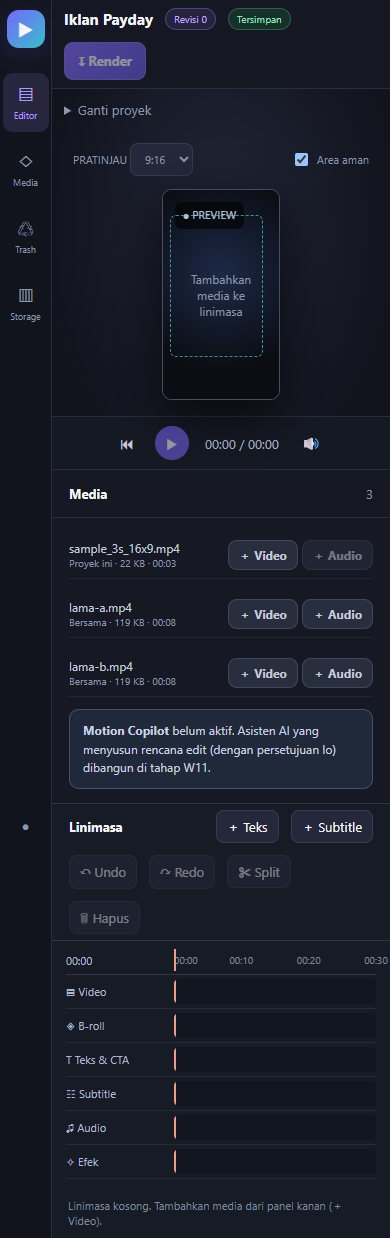 Iklan Payday Revisi 0 Tersimpan
↧ Render
Editor
Media
Trash
Storage
▶ Ganti proyek
PRATINJAU 9:16 Area aman
● PREVIEW
Tambahkan
media ke
linimasa
00:00 / 00:00
Media 3
sample_3s_16x9.mp4
Proyek ini · 22 KB · 00:03
+ Video + Audio
lama-a.mp4
Bersama · 119 KB · 00:08
+ Video + Audio
lama-b.mp4
Bersama · 119 KB · 00:08
+ Video + Audio
Motion Copilot belum aktif. Asisten AI yang
menyusun rencana edit (dengan persetujuan lo)
dibangun di tahap W11.
Linimasa + Teks + Subtitle
↶ Undo ↷ Redo ✂ Split
Hapus
00:00 00:00 00:10 00:20 00:30
Video
B-roll
T Teks & CTA
Subtitle
♫ Audio
✧ Efek
Linimasa kosong. Tambahkan media dari panel kanan (+
Video).